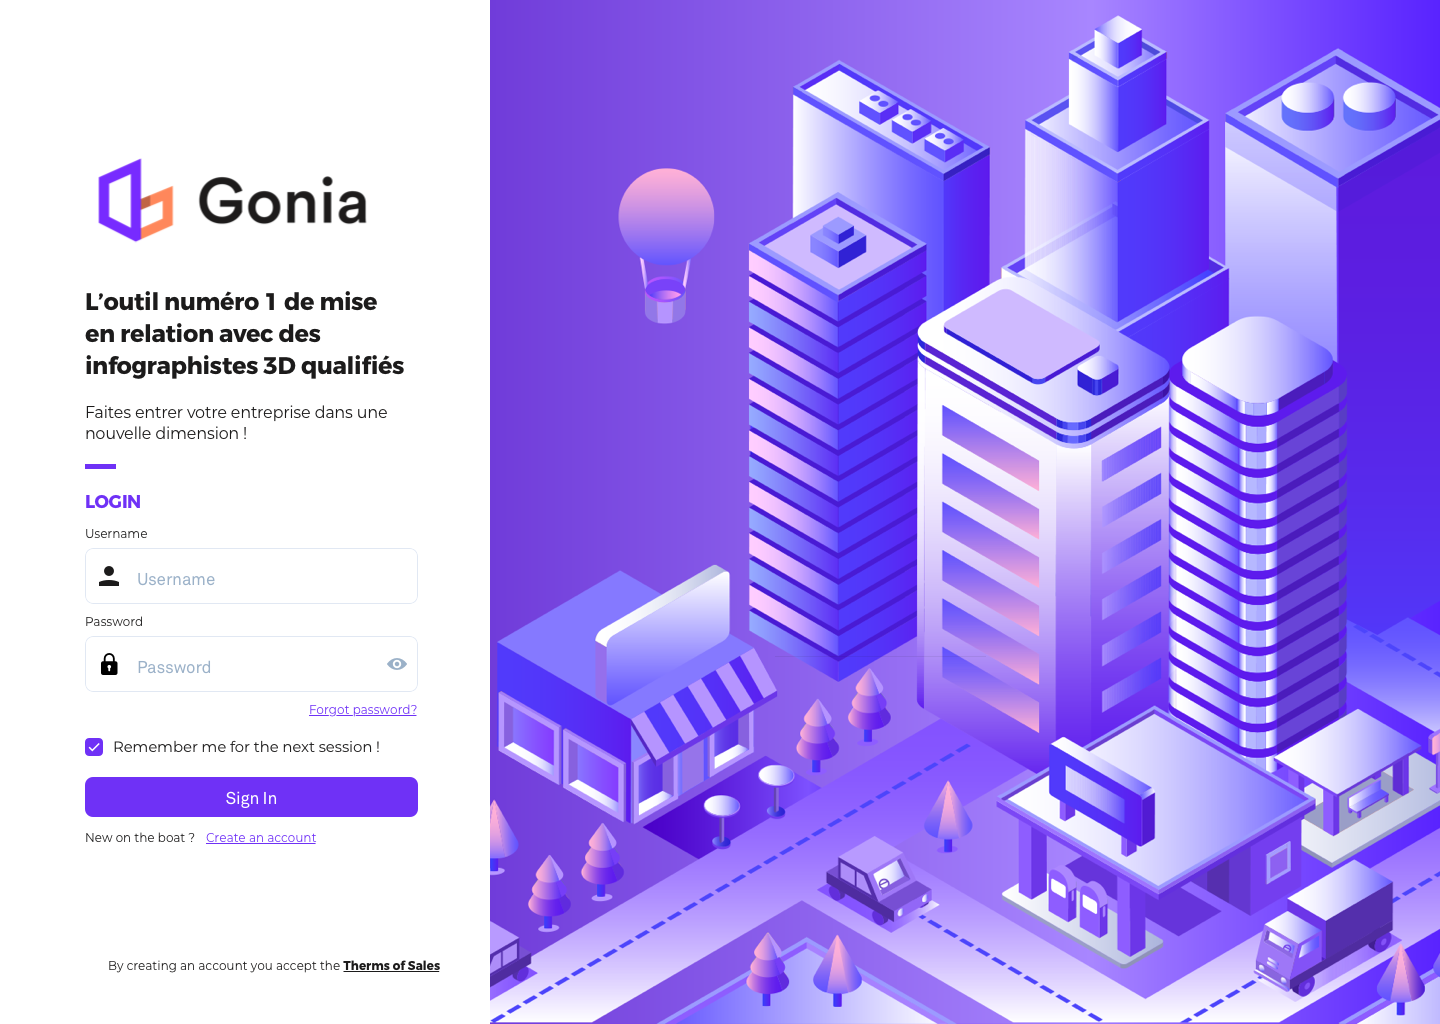 Gonia
L’outil numéro 1 de mise
en relation avec des
infographistes 3D qualifiés
Faites entrer votre entreprise dans une
nouvelle dimension !
LOGIN
Username
Username
Password
Password
Forgot password?
Remember me for the next session !
Sign In
New on the boat ? Create an account
By creating an account you accept the Therms of Sales